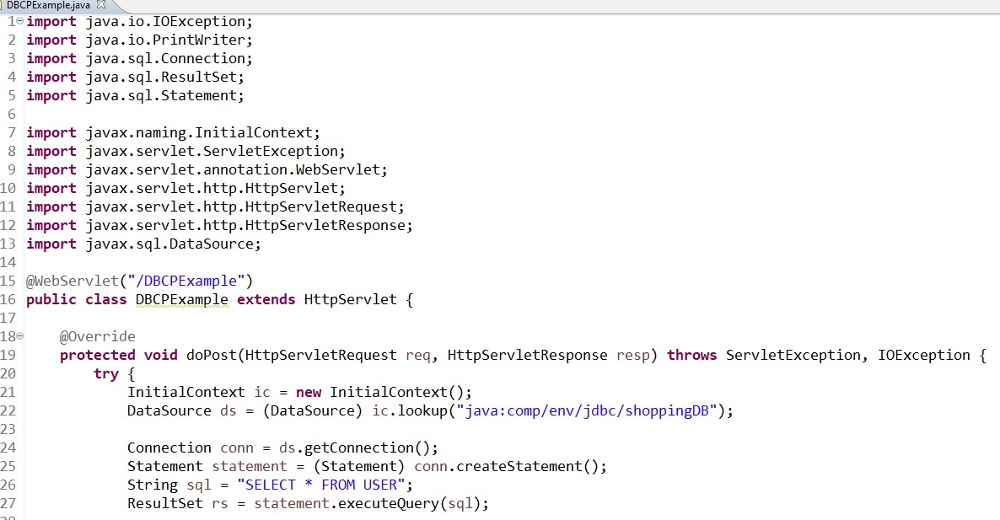 DBCPExample.java
1 import java.io.IOException;
2 import java.io.PrintWriter;
3 import java.sql.Connection;
4 import java.sql.ResultSet;
5 import java.sql.Statement;
6
7 import javax.naming.InitialContext;
8 import javax.servlet.ServletException;
9 import javax.servlet.annotation.WebServlet;
10 import javax.servlet.http.HttpServlet;
11 import javax.servlet.http.HttpServletRequest;
12 import javax.servlet.http.HttpServletResponse;
13 import javax.sql.DataSource;
14
15 @WebServlet("/DBCPExample")
16 public class DBCPExample extends HttpServlet {
17
18 @Override
19 protected void doPost(HttpServletRequest req, HttpServletResponse resp) throws ServletException, IOException {
20 try {
21 InitialContext ic = new InitialContext();
22 DataSource ds = (DataSource) ic.lookup("java:comp/env/jdbc/shoppingDB");
23
24 Connection conn = ds.getConnection();
25 Statement statement = (Statement) conn.createStatement();
26 String sql = "SELECT * FROM USER";
27 ResultSet rs = statement.executeQuery(sql);